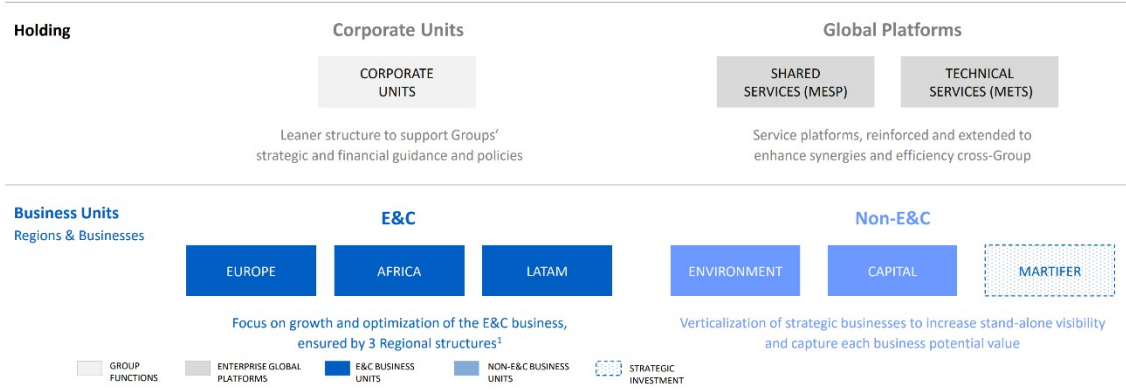 Holding
Corporate Units
Global Platforms
CORPORATE
UNITS
SHARED
SERVICES (MESP)
TECHNICAL
SERVICES (METS)
Leaner structure to support Groups'
strategic and financial guidance and policies
Service platforms, reinforced and extended to
enhance synergies and efficiency cross-Group
Business Units
Regions & Businesses
E&C
Non-E&C
EUROPE
AFRICA
LATAM
ENVIRONMENT
CAPITAL
MARTIFER
Focus on growth and optimization of the E&C business,
ensured by 3 Regional structures¹
Verticalization of strategic businesses to increase stand-alone visibility
and capture each business potential value
GROUP
FUNCTIONS
ENTERPRISE GLOBAL
PLATFORMS
E&C BUSINESS
UNITS
NON-E&C BUSINESS
UNITS
STRATEGIC
INVESTMENT